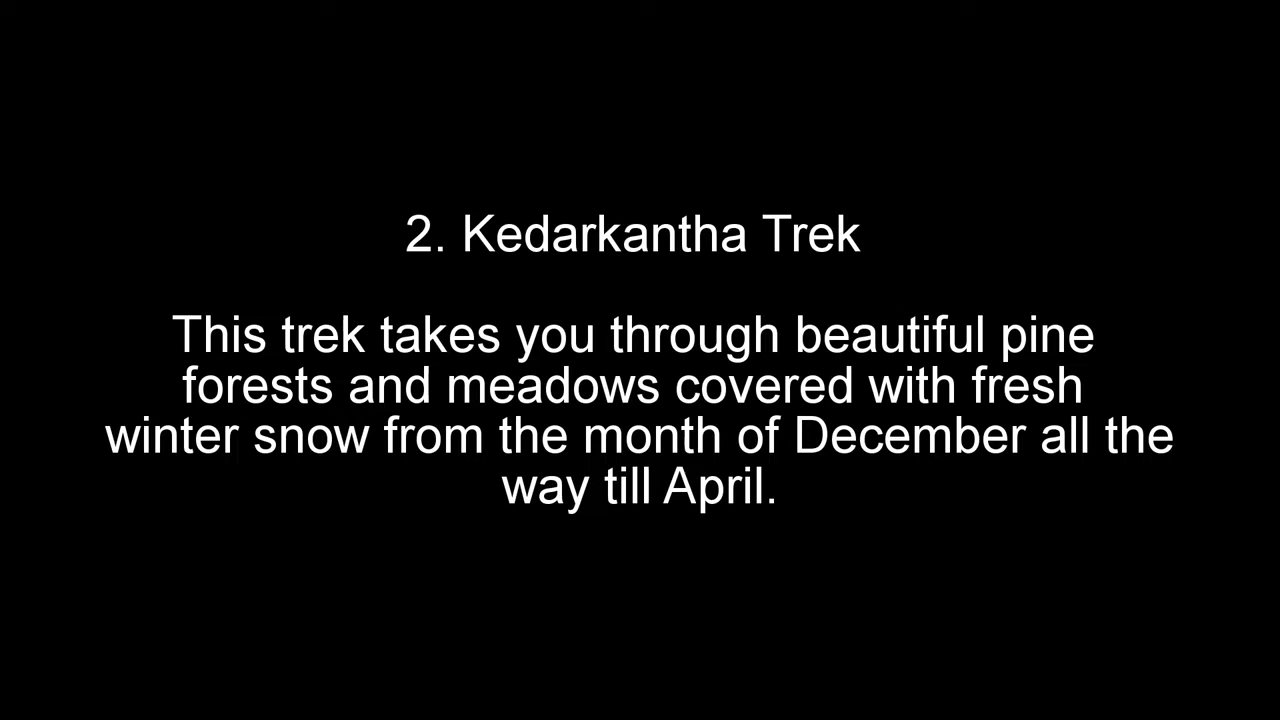 2. Kedarkantha Trek
This trek takes you through beautiful pine
forests and meadows covered with fresh
winter snow from the month of December all the
way till April.